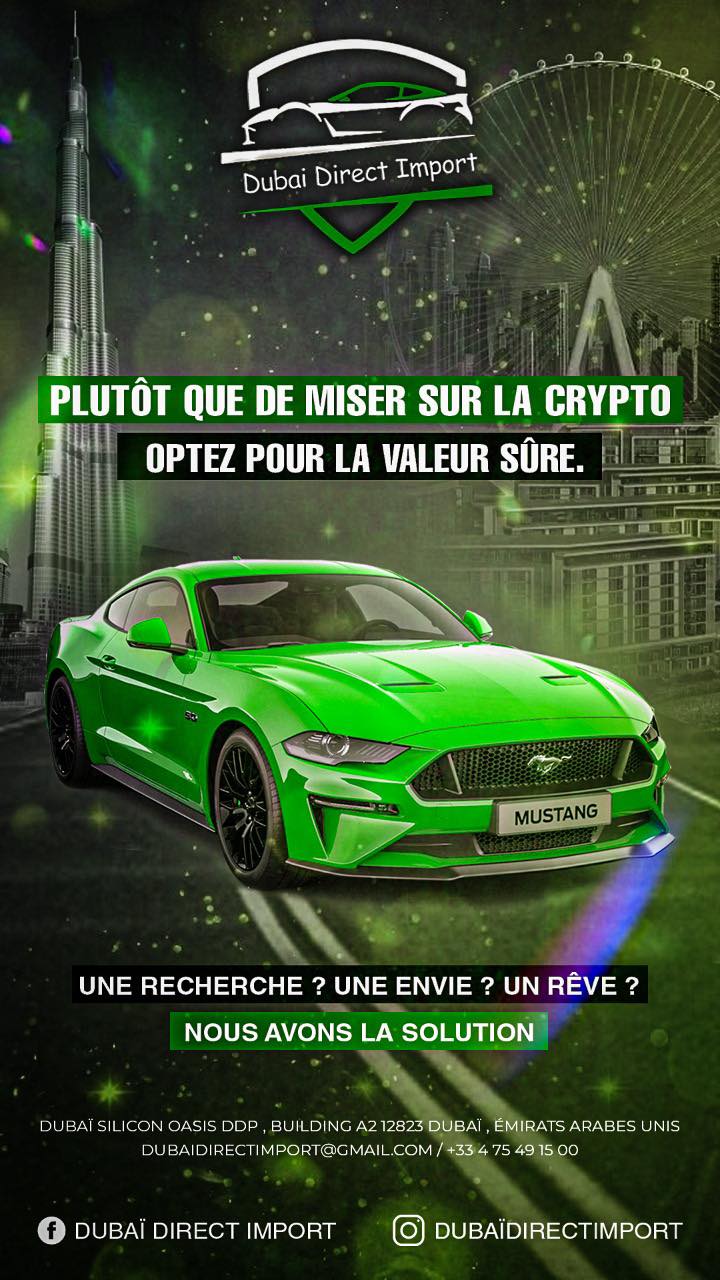 Dubai Direct Import
PLUTÔT QUE DE MISER SUR LA CRYPTO
OPTEZ POUR LA VALEUR SÛRE.
5.0
MUSTANG
UNE RECHERCHE ? UNE ENVIE ? UN RÊVE ?
NOUS AVONS LA SOLUTION
DUBAÏ SILICON OASIS DDP , BUILDING A2 12823 DUBAÏ , ÉMIRATS ARABES UNIS
DUBAIDIRECTIMPORT@GMAIL.COM / +33 4 75 49 15 00
DUBAÏ DIRECT IMPORT
DUBAÏDIRECTIMPORT